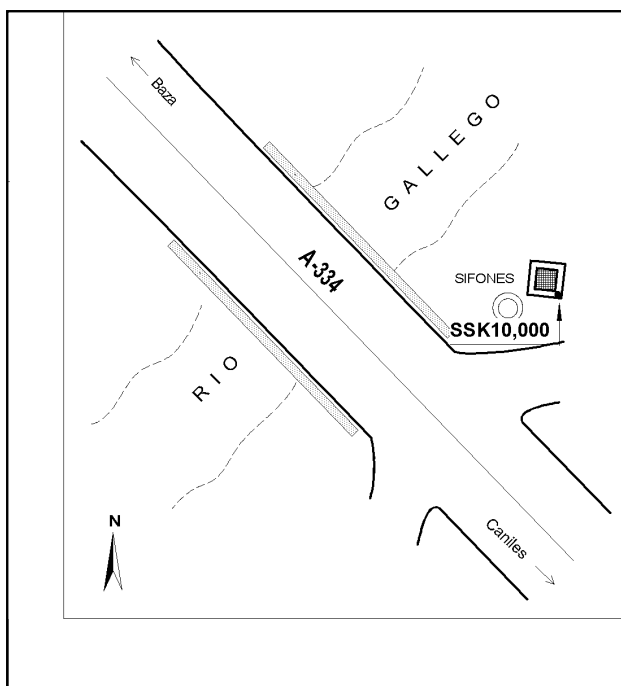 Baza
GALLEGO
A-334
SIFONES
SSK10,000
RIO
N
Caniles